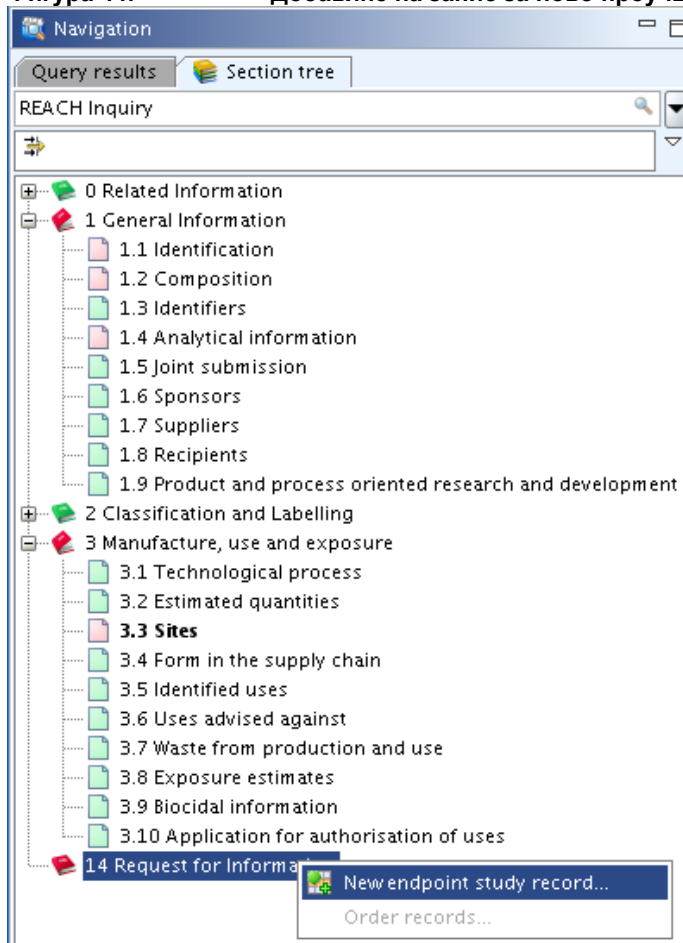 Navigation
Query results Section tree
REACH Inquiry
0 Related Information
1 General Information
1.1 Identification
1.2 Composition
1.3 Identifiers
1.4 Analytical information
1.5 Joint submission
1.6 Sponsors
1.7 Suppliers
1.8 Recipients
1.9 Product and process oriented research and development
2 Classification and Labelling
3 Manufacture, use and exposure
3.1 Technological process
3.2 Estimated quantities
3.3 Sites
3.4 Form in the supply chain
3.5 Identified uses
3.6 Uses advised against
3.7 Waste from production and use
3.8 Exposure estimates
3.9 Biocidal information
3.10 Application for authorisation of uses
14 Request for
New endpoint study record...
Order records...